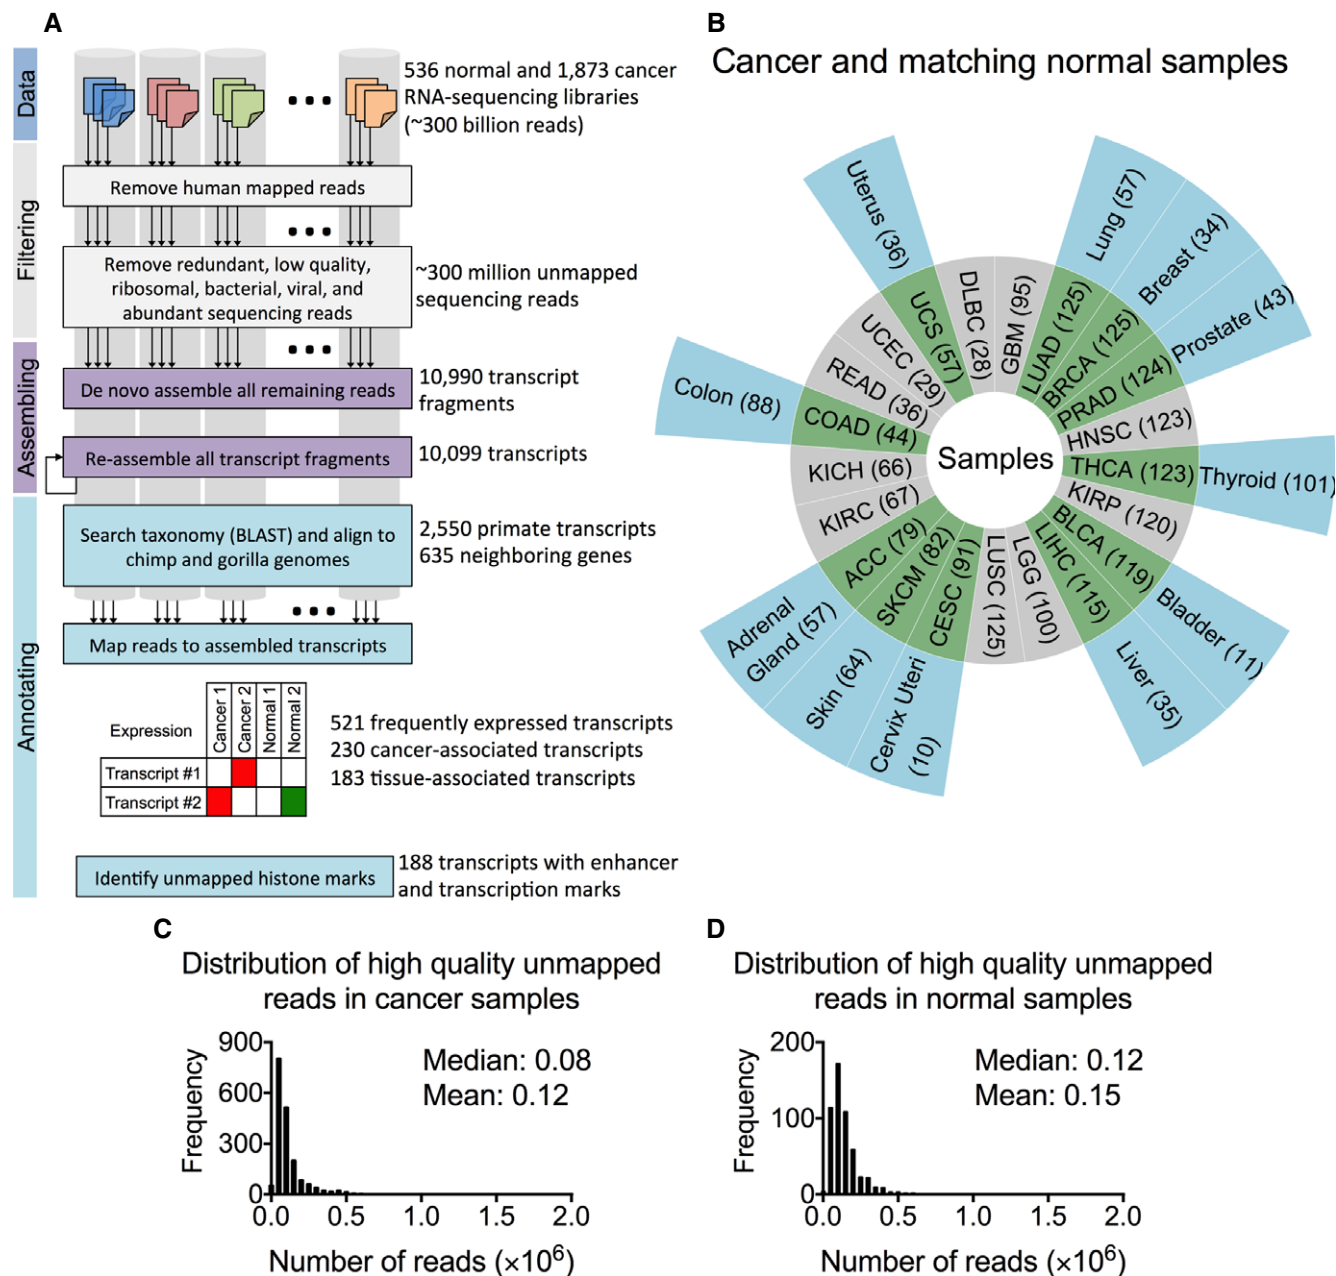 A
Data
536 normal and 1,873 cancer
RNA-sequencing libraries
(~300 billion reads)
Filtering
Remove human mapped reads
Remove redundant, low quality,
ribosomal, bacterial, viral, and
abundant sequencing reads
~300 million unmapped
sequencing reads
Assembling
De novo assemble all remaining reads
10,990 transcript
fragments
Re-assemble all transcript fragments
10,099 transcripts
Annotating
Search taxonomy (BLAST) and align to
chimp and gorilla genomes
2,550 primate transcripts
635 neighboring genes
Map reads to assembled transcripts
Expression
Cancer 1
Cancer 2
Normal 1
Normal 2
Transcript #1
Transcript #2
521 frequently expressed transcripts
230 cancer-associated transcripts
183 tissue-associated transcripts
Identify unmapped histone marks
188 transcripts with enhancer
and transcription marks
B
Cancer and matching normal samples
Samples
GBM (95)
LUAD (125)
Lung (57)
BRCA (125)
Breast (34)
PRAD (124)
Prostate (43)
HNSC (123)
THCA (123)
Thyroid (101)
KIRP (120)
BLCA (119)
Bladder (11)
LIHC (115)
Liver (35)
LGG (100)
LUSC (125)
CESC (91)
Cervix Uteri
(10)
SKCM (82)
Skin (64)
ACC (79)
Adrenal
Gland (57)
KIRC (67)
KICH (66)
COAD (44)
Colon (88)
READ (36)
UCEC (29)
UCS (57)
Uterus (36)
DLBC (28)
C
Distribution of high quality unmapped
reads in cancer samples
Median: 0.08
Mean: 0.12
Frequency
900
600
300
0
0.0 0.5 1.0 1.5 2.0
Number of reads (×10⁶)
D
Distribution of high quality unmapped
reads in normal samples
Median: 0.12
Mean: 0.15
Frequency
200
100
0
0.0 0.5 1.0 1.5 2.0
Number of reads (×10⁶)